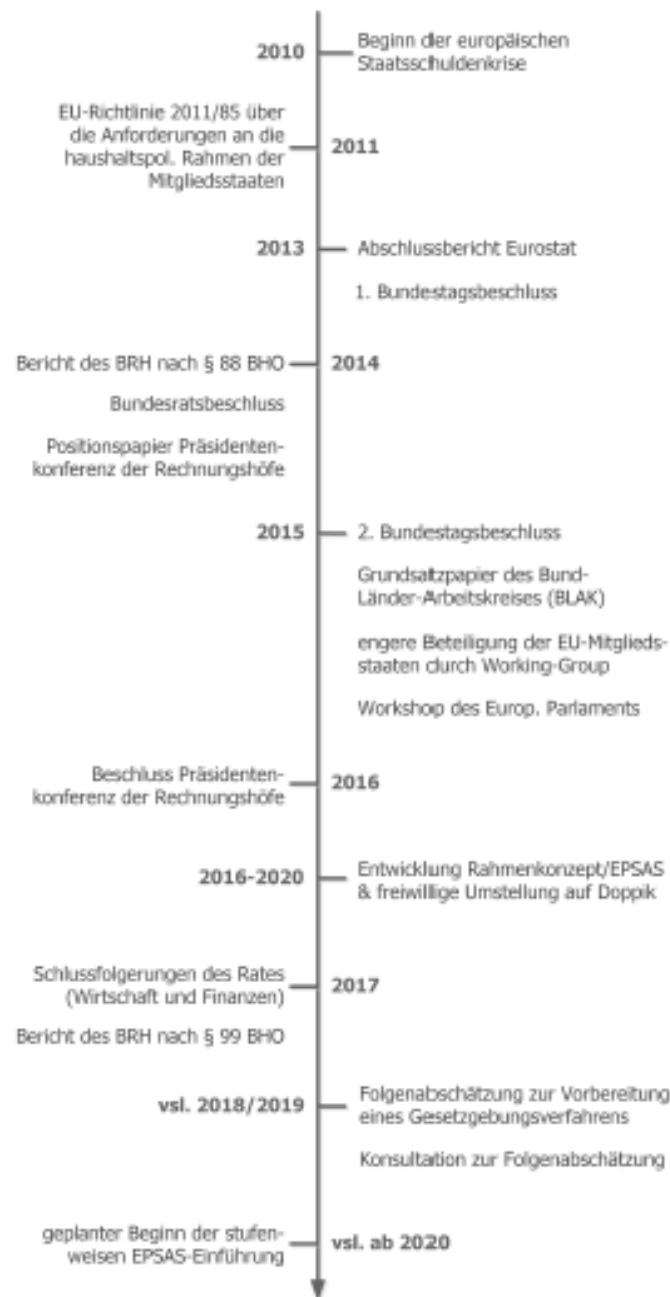 2010
Beginn der europäischen
Staatsschuldenkrise
EU-Richtlinie 2011/85 über
die Anforderungen an die
haushaltspol. Rahmen der
Mitgliedsstaaten
2011
2013
Abschlussbericht Eurostat
1. Bundestagsbeschluss
Bericht des BRH nach § 88 BHO
2014
Bundesratsbeschluss
Positionspapier Präsidenten-
konferenz der Rechnungshöfe
2015
2. Bundestagsbeschluss
Grundsatzpapier des Bund-
Länder-Arbeitskreises (BLAK)
engere Beteiligung der EU-Mitglieds-
staaten durch Working-Group
Workshop des Europ. Parlaments
Beschluss Präsidenten-
konferenz der Rechnungshöfe
2016
2016-2020
Entwicklung Rahmenkonzept/EPSAS
& freiwillige Umstellung auf Doppik
Schlussfolgerungen des Rates
(Wirtschaft und Finanzen)
2017
Bericht des BRH nach § 99 BHO
vsl. 2018/2019
Folgenabschätzung zur Vorbereitung
eines Gesetzgebungsverfahrens
Konsultation zur Folgenabschätzung
geplanter Beginn der stufen-
weisen EPSAS-Einführung
vsl. ab 2020